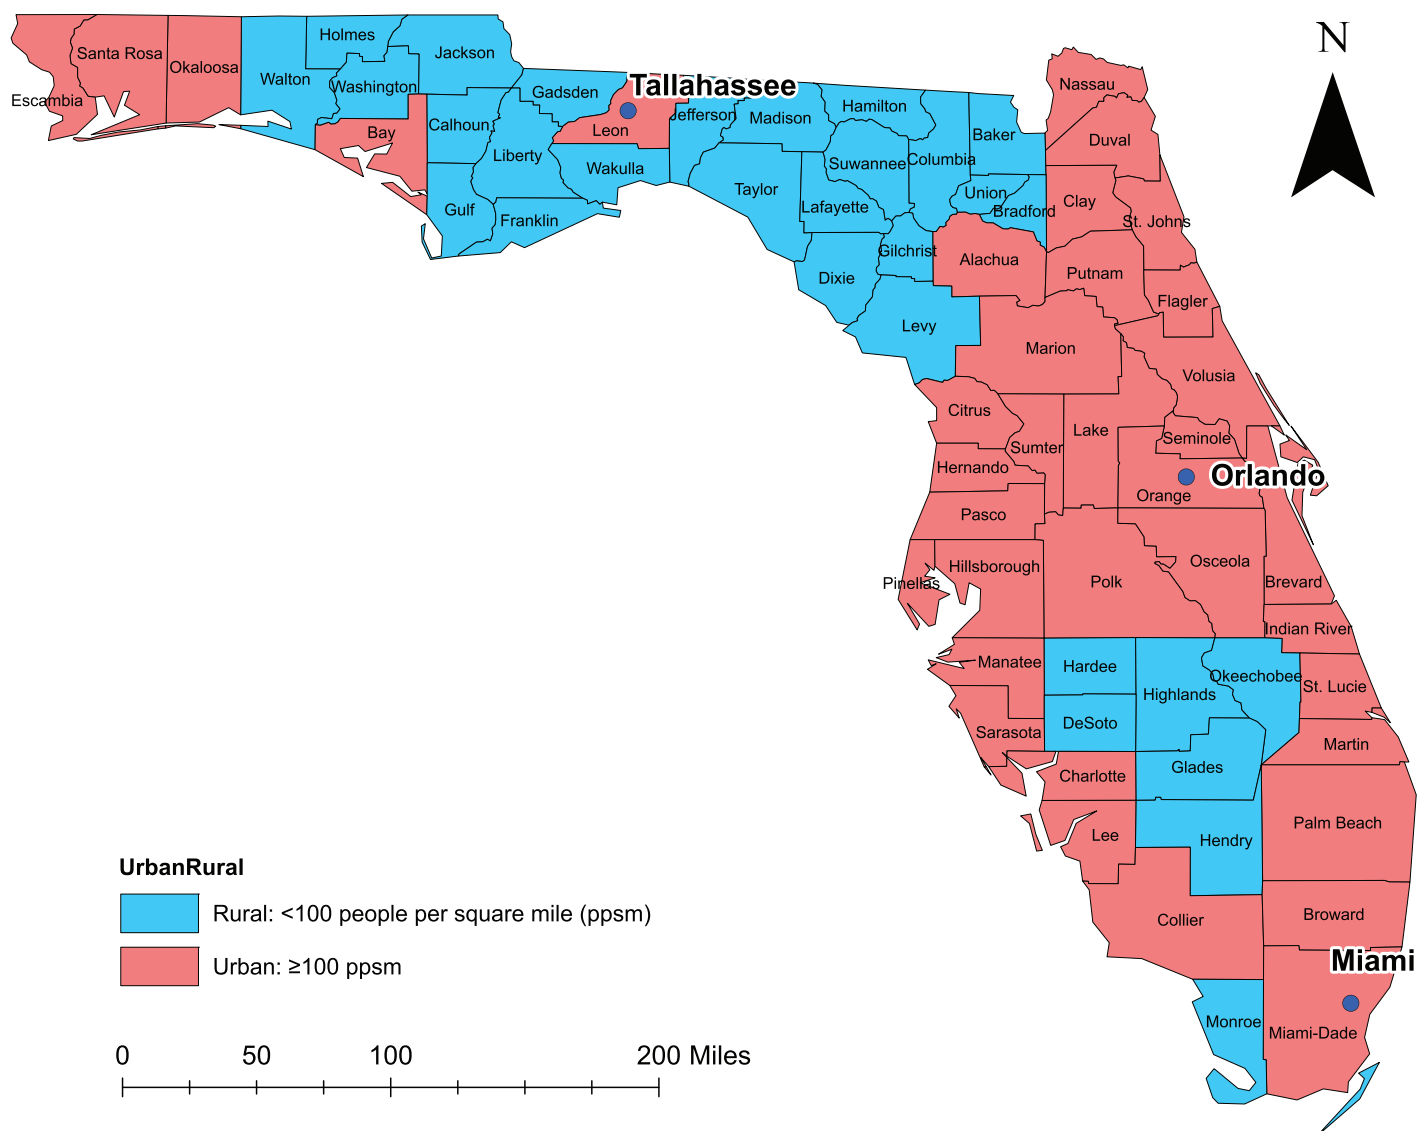 N
Tallahassee
Holmes
Jackson
Santa Rosa
Okaloosa
Walton
Washington
Escambia
Gadsden
Nassau
Bay
Calhoun
Leon
Jefferson
Madison
Hamilton
Baker
Duval
Liberty
Wakulla
Suwannee
Columbia
Taylor
Union
Clay
Gulf
Franklin
Lafayette
Bradford
St. Johns
Gilchrist
Alachua
Dixie
Putnam
Flagler
Levy
Marion
Volusia
Citrus
Lake
Seminole
Sumter
Hernando
Orlando
Orange
Pasco
Hillsborough
Osceola
Pinellas
Polk
Brevard
Indian River
Manatee
Hardee
Okeechobee
St. Lucie
Highlands
DeSoto
Sarasota
Martin
Charlotte
Glades
Palm Beach
Lee
Hendry
Collier
Broward
Miami
Monroe
Miami-Dade
UrbanRural
Rural: <100 people per square mile (ppsm)
Urban: ≥100 ppsm
0 50 100 200 Miles